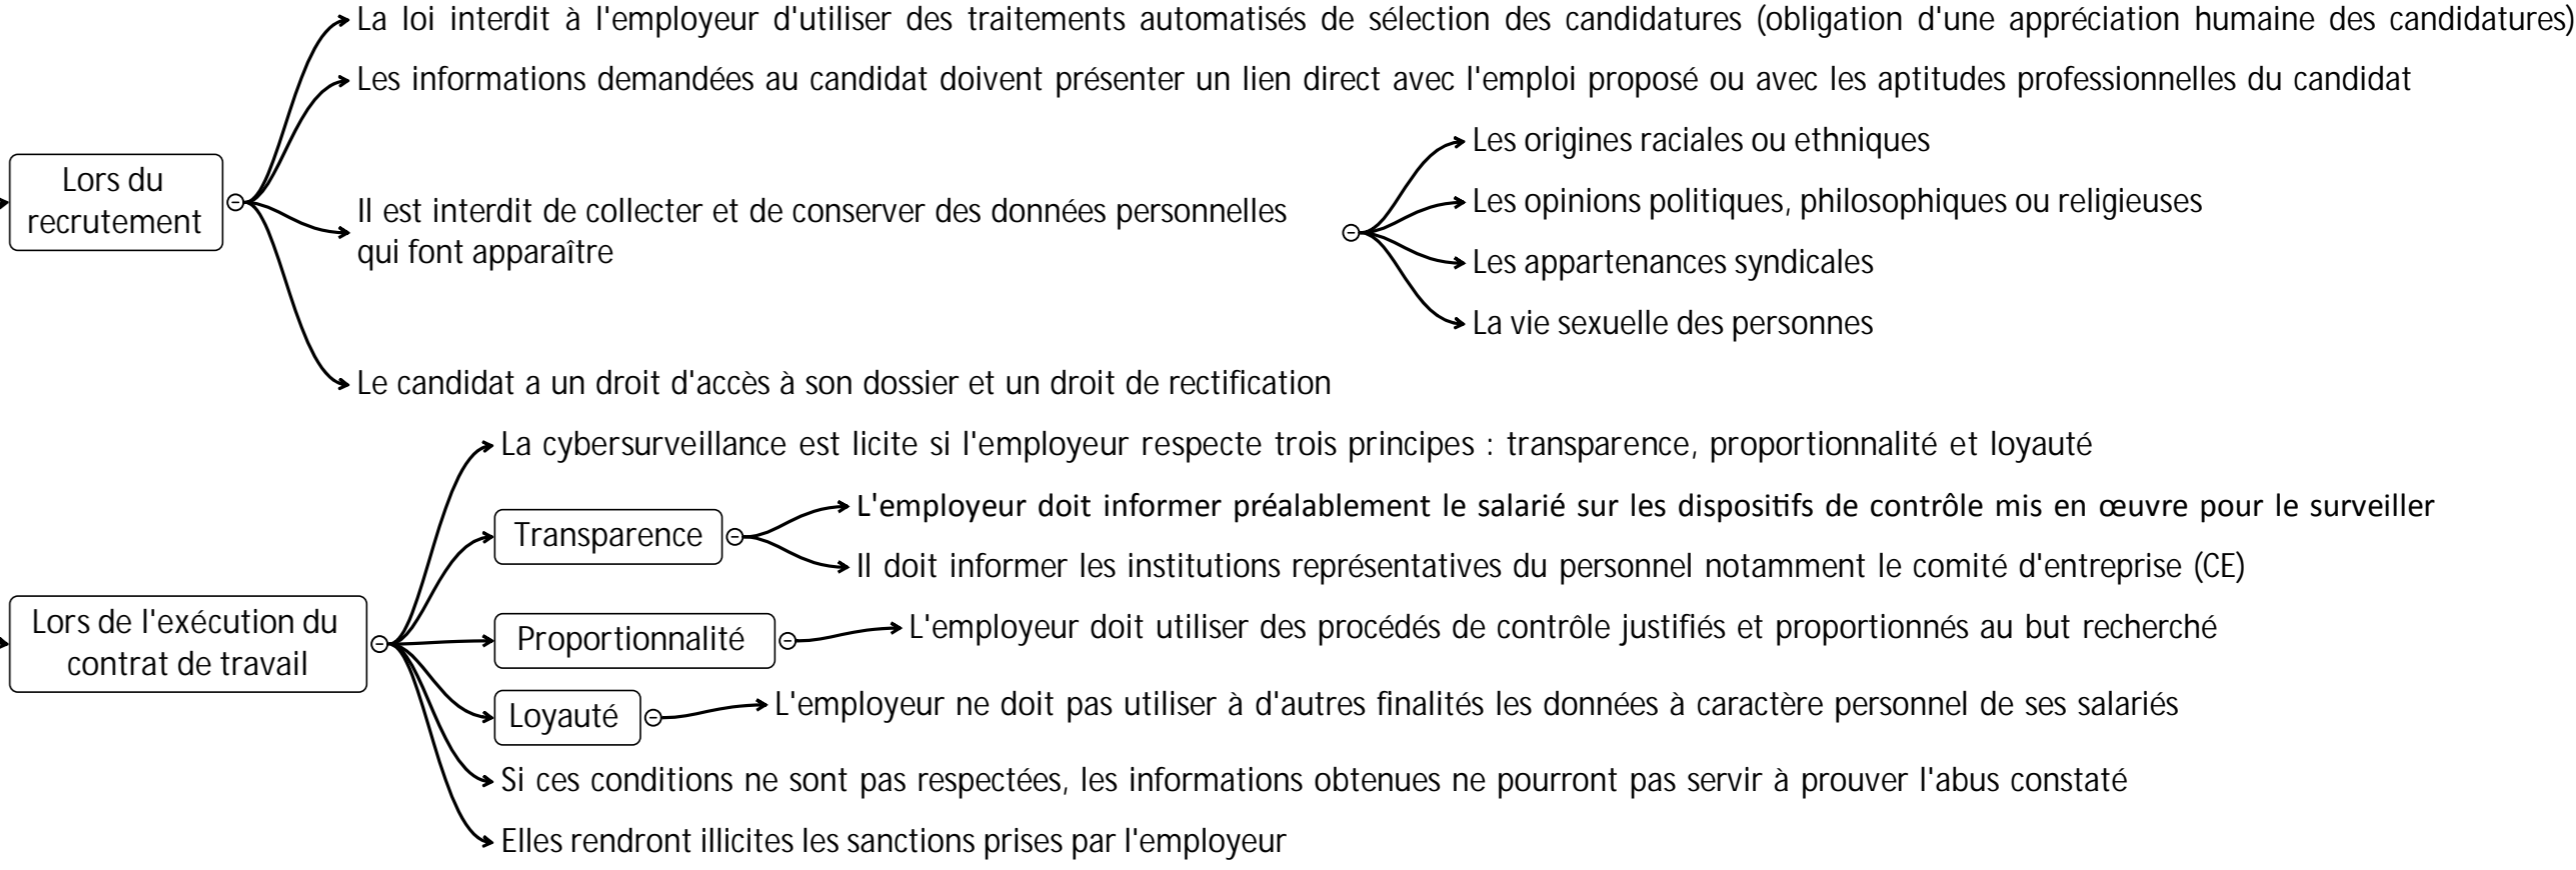 La loi interdit à l'employeur d'utiliser des traitements automatisés de sélection des candidatures (obligation d'une appréciation humaine des candidatures)
Les informations demandées au candidat doivent présenter un lien direct avec l'emploi proposé ou avec les aptitudes professionnelles du candidat
Lors du
recrutement
Il est interdit de collecter et de conserver des données personnelles
qui font apparaître
Les origines raciales ou ethniques
Les opinions politiques, philosophiques ou religieuses
Les appartenances syndicales
La vie sexuelle des personnes
Le candidat a un droit d'accès à son dossier et un droit de rectification
Lors de l'exécution du
contrat de travail
La cybersurveillance est licite si l'employeur respecte trois principes : transparence, proportionnalité et loyauté
Transparence
L'employeur doit informer préalablement le salarié sur les dispositifs de contrôle mis en œuvre pour le surveiller
Il doit informer les institutions représentatives du personnel notamment le comité d'entreprise (CE)
Proportionnalité
L'employeur doit utiliser des procédés de contrôle justifiés et proportionnés au but recherché
Loyauté
L'employeur ne doit pas utiliser à d'autres finalités les données à caractère personnel de ses salariés
Si ces conditions ne sont pas respectées, les informations obtenues ne pourront pas servir à prouver l'abus constaté
Elles rendront illicites les sanctions prises par l'employeur